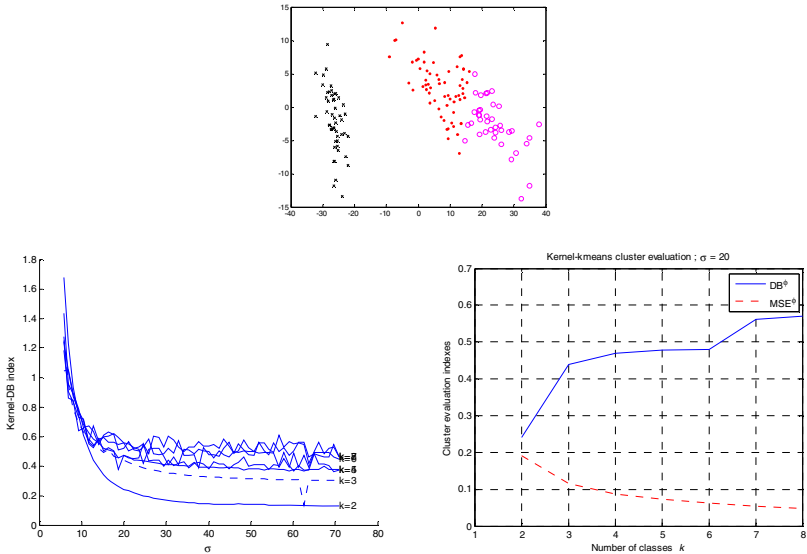 15
10
5
0
-5
-10
-15
-40 -30 -20 -10 0 10 20 30 40
1.8
1.6
1.4
1.2
1
0.8
0.6
0.4
0.2
0
Kernel-DB index
k=3
k=2
0 10 20 30 40 50 60 70 80
σ
Kernel-kmeans cluster evaluation ; σ = 20
0.7
0.6
0.5
0.4
0.3
0.2
0.1
0
Cluster evaluation indexes
DBᶲ
MSEᶲ
1 2 3 4 5 6 7 8
Number of classes k